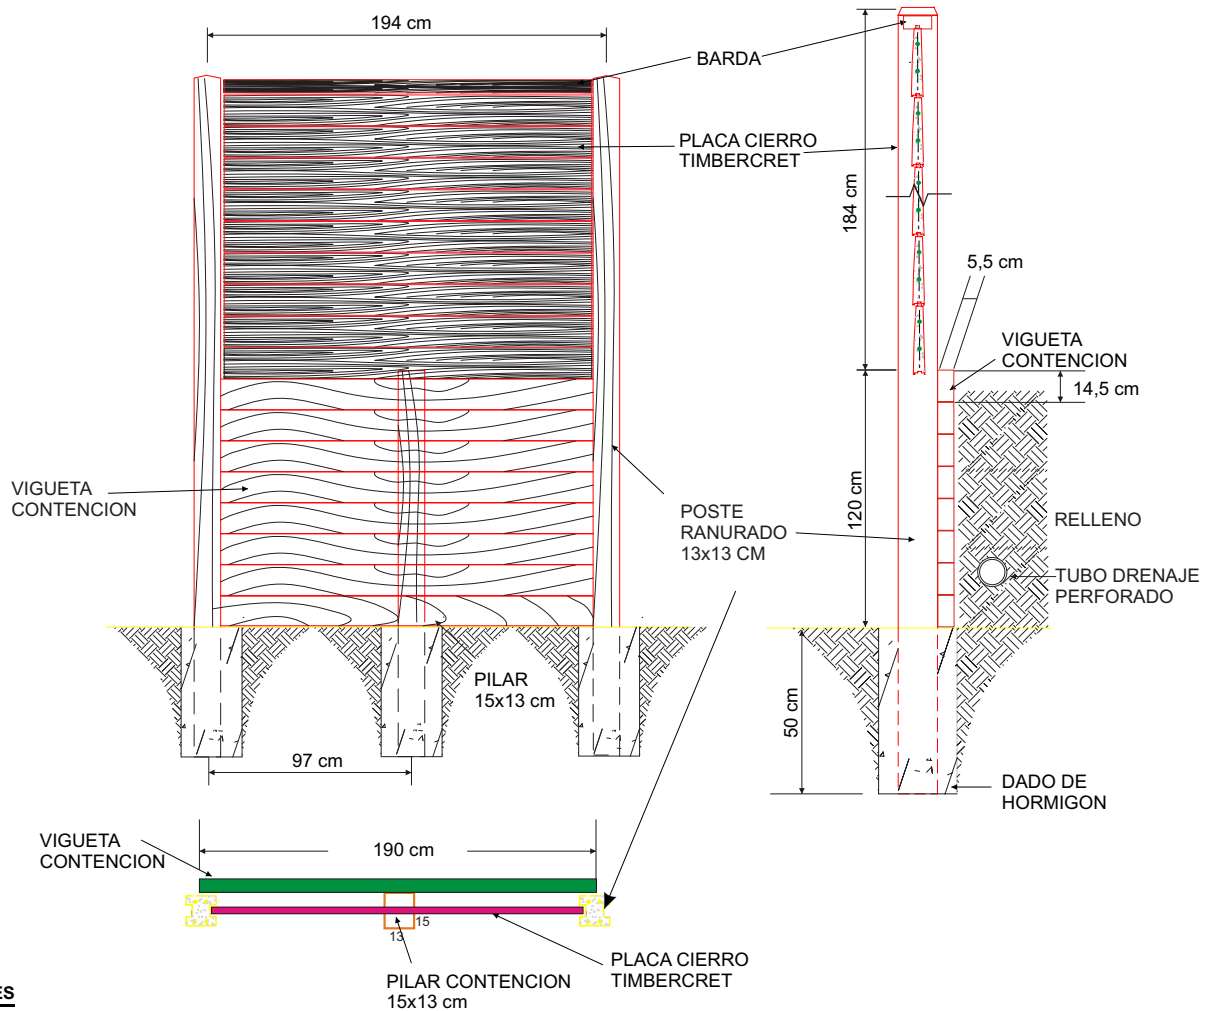 194 cm
BARDA
PLACA CIERRO
TIMBERCRET
184 cm
5,5 cm
VIGUETA
CONTENCION
14,5 cm
VIGUETA
CONTENCION
120 cm
POSTE
RANURADO
13x13 CM
RELLENO
TUBO DRENAJE
PERFORADO
PILAR
15x13 cm
50 cm
97 cm
DADO DE
HORMIGON
VIGUETA
CONTENCION
190 cm
15
13
PLACA CIERRO
TIMBERCRET
PILAR CONTENCION
15x13 cm
ES